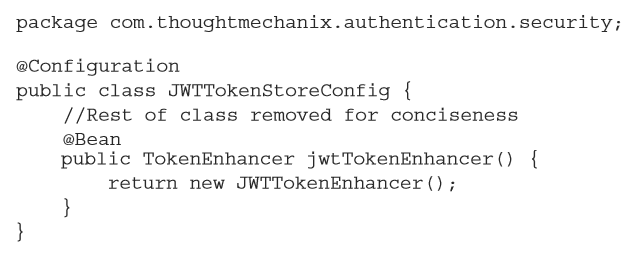 package com.thoughtmechanix.authentication.security;
@Configuration
public class JWTTokenStoreConfig {
//Rest of class removed for conciseness
@Bean
public TokenEnhancer jwtTokenEnhancer() {
return new JWTTokenEnhancer();
}
}